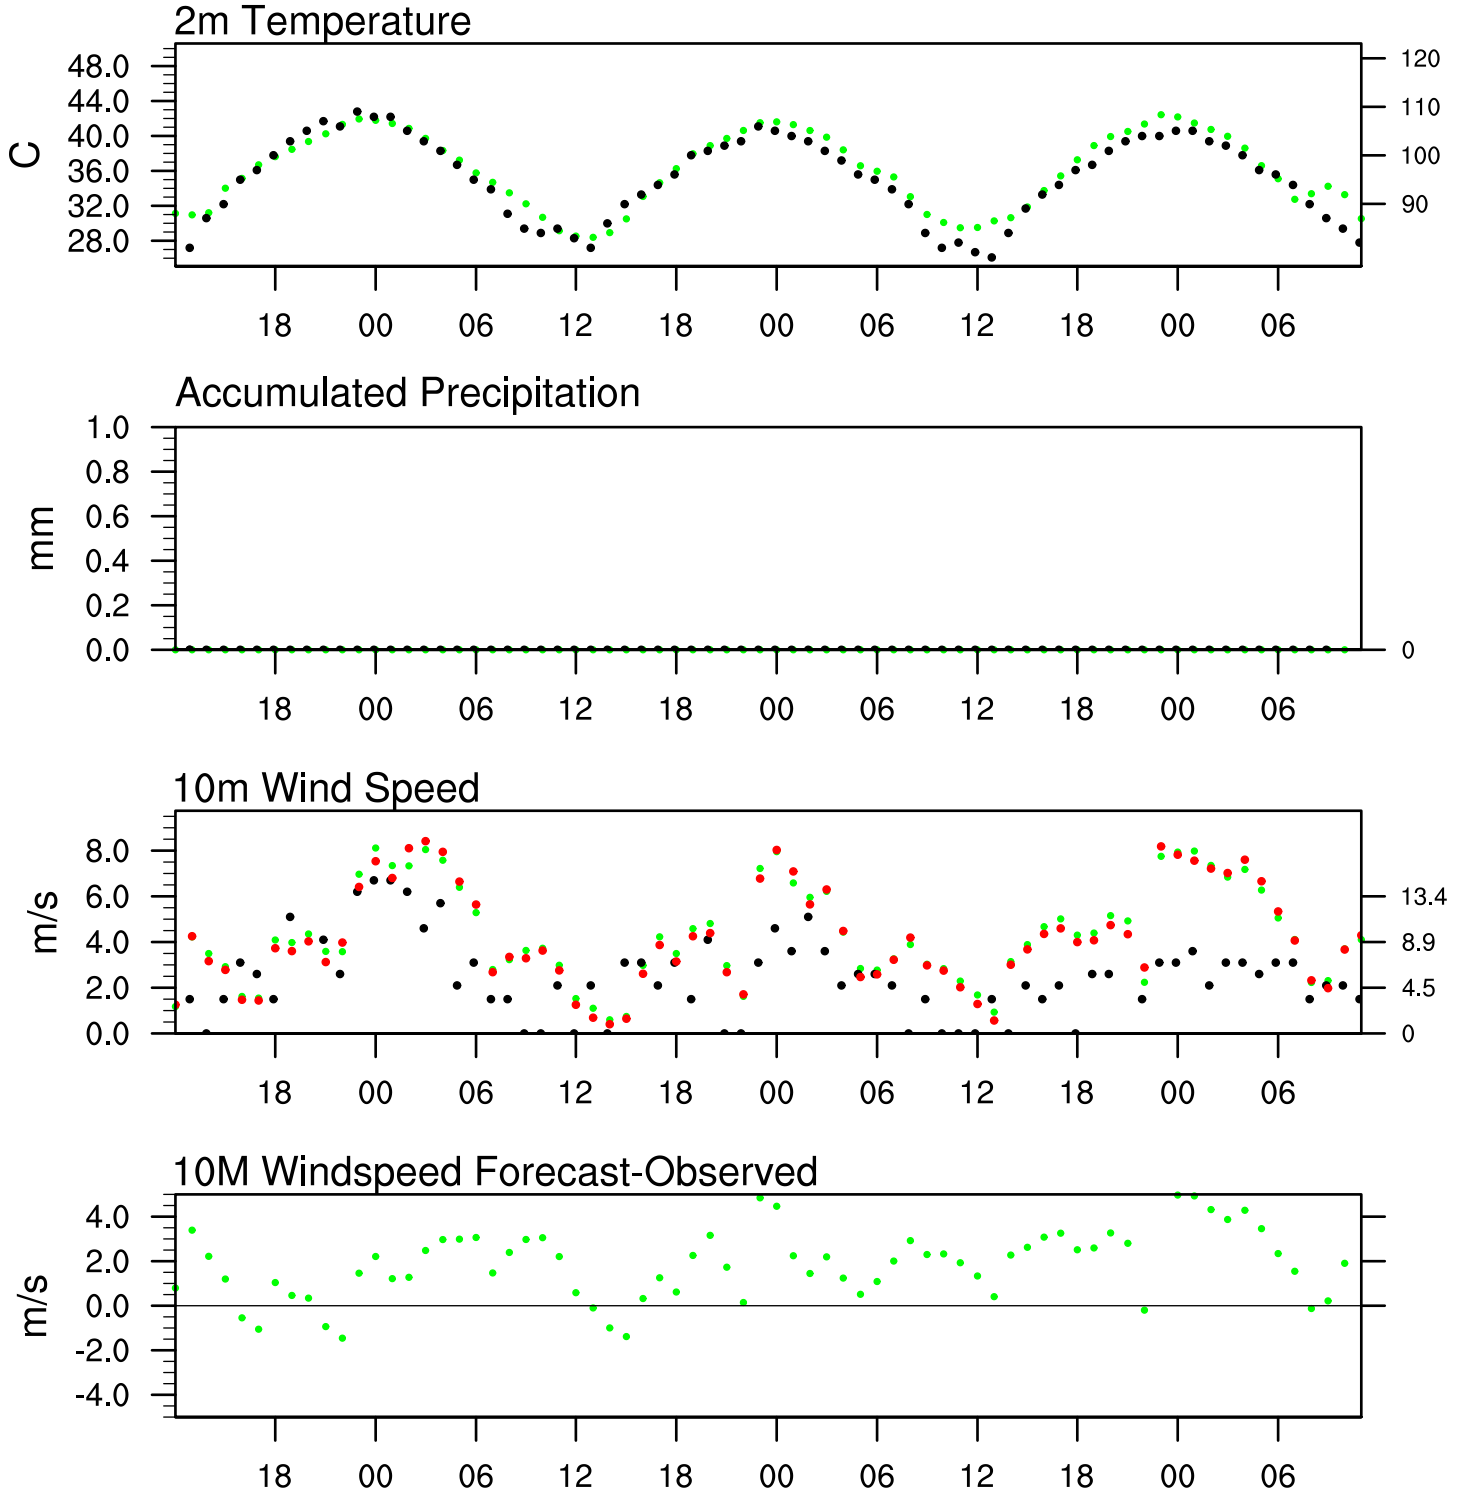 2m Temperature
C
48.0
44.0
40.0
36.0
32.0
28.0
120
110
100
90
18 00 06 12 18 00 06 12 18 00 06
Accumulated Precipitation
mm
1.0
0.8
0.6
0.4
0.2
0.0
0
18 00 06 12 18 00 06 12 18 00 06
10m Wind Speed
m/s
8.0
6.0
4.0
2.0
0.0
13.4
8.9
4.5
0
18 00 06 12 18 00 06 12 18 00 06
10M Windspeed Forecast-Observed
m/s
4.0
2.0
0.0
-2.0
-4.0
18 00 06 12 18 00 06 12 18 00 06